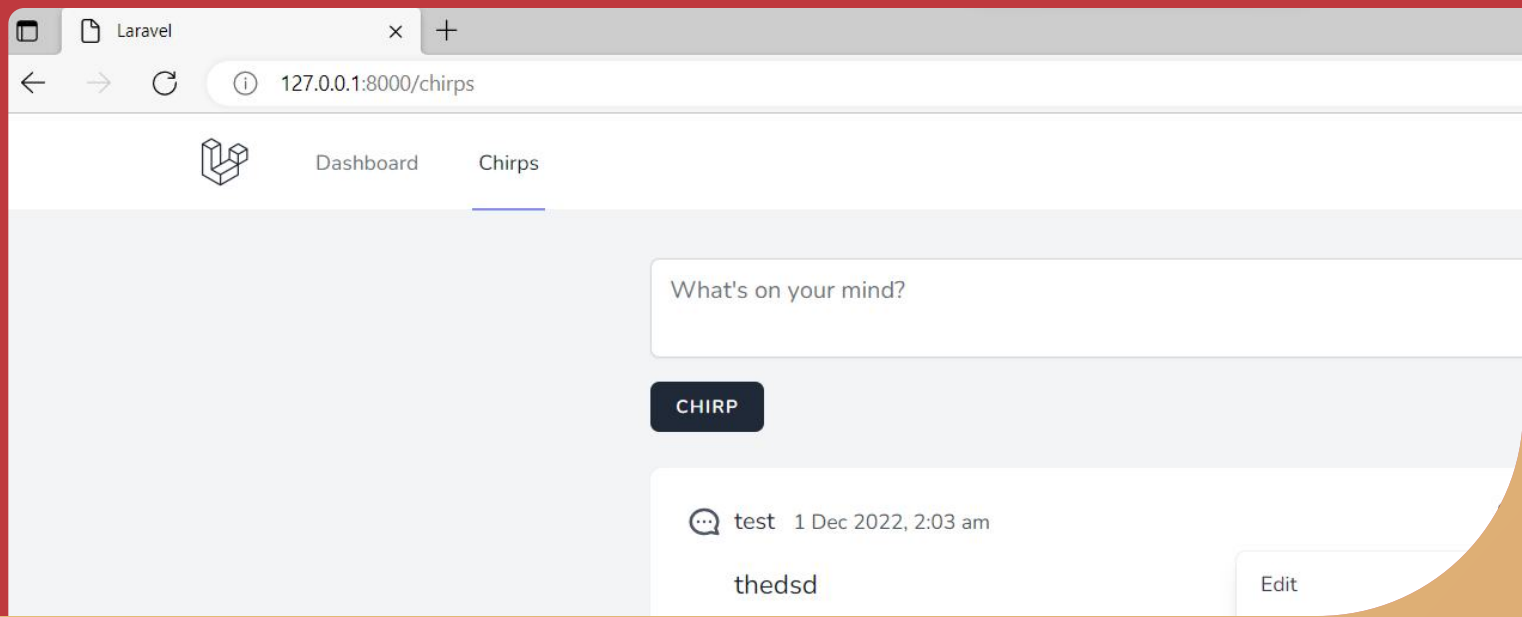 Laravel
127.0.0.1:8000/chirps
Dashboard Chirps
What's on your mind?
CHIRP
test 1 Dec 2022, 2:03 am
thedsd
Edit